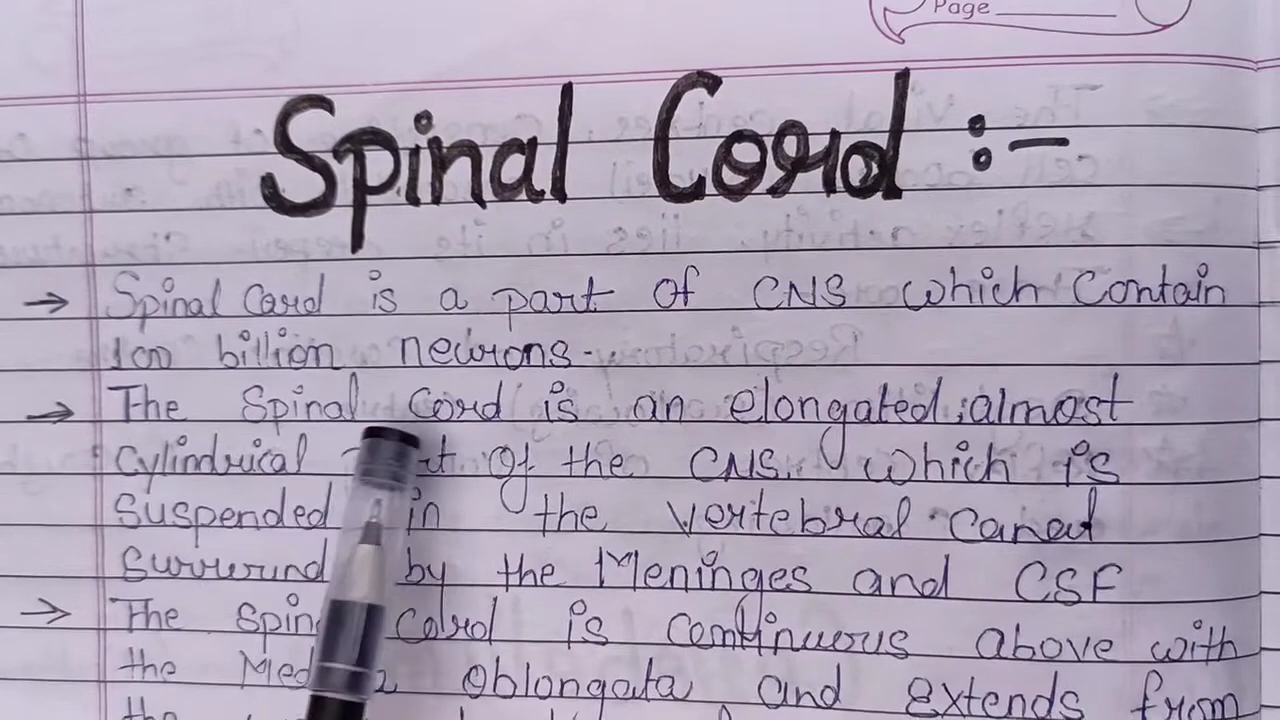 Page
Spinal Cord :-
→ Spinal Cord is a part of CNS which Contain
100 billion neurons.
→ The Spinal Cord is an elongated, almost
Cylindrical of the CNS, which is
Suspended in the Vertebral Canal
by the Meninges and CSF
→ The Cord is Continuous above with
the Oblongata and extends from
the